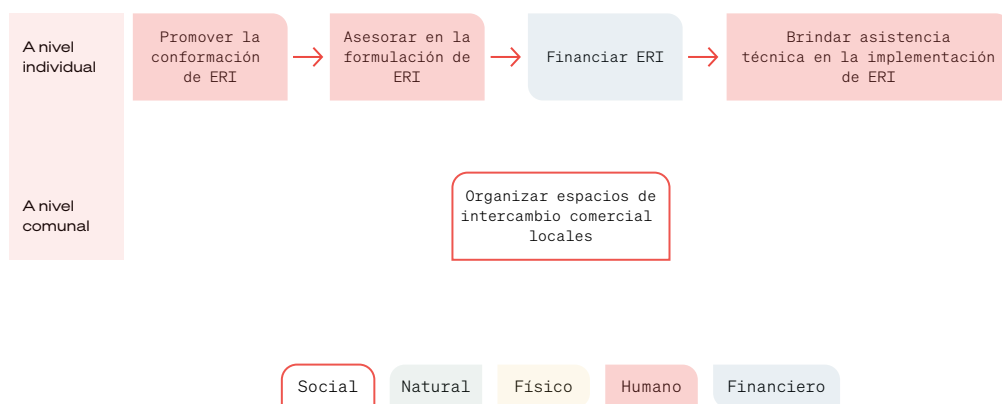 A nivel
individual
Promover la
conformación
de ERI
Asesorar en la
formulación de
ERI
Financiar ERI
Brindar asistencia
técnica en la implementación
de ERI
A nivel
comunal
Organizar espacios de
intercambio comercial
locales
Social
Natural
Físico
Humano
Financiero